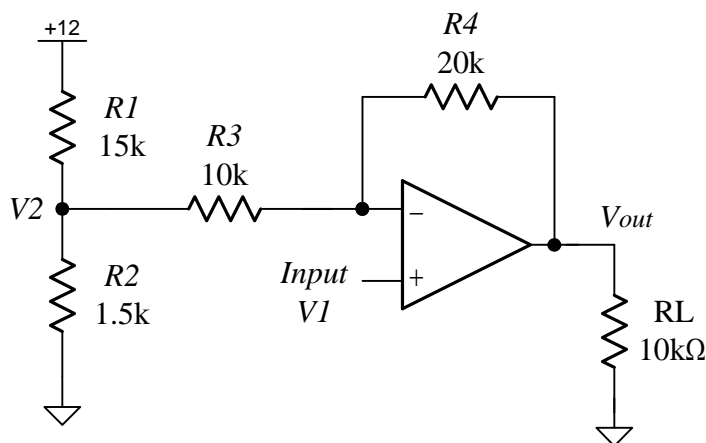 +12
R1
15k
R3
10k
R4
20k
V2
R2
1.5k
−
+
Input
V1
Vout
RL
10kΩ